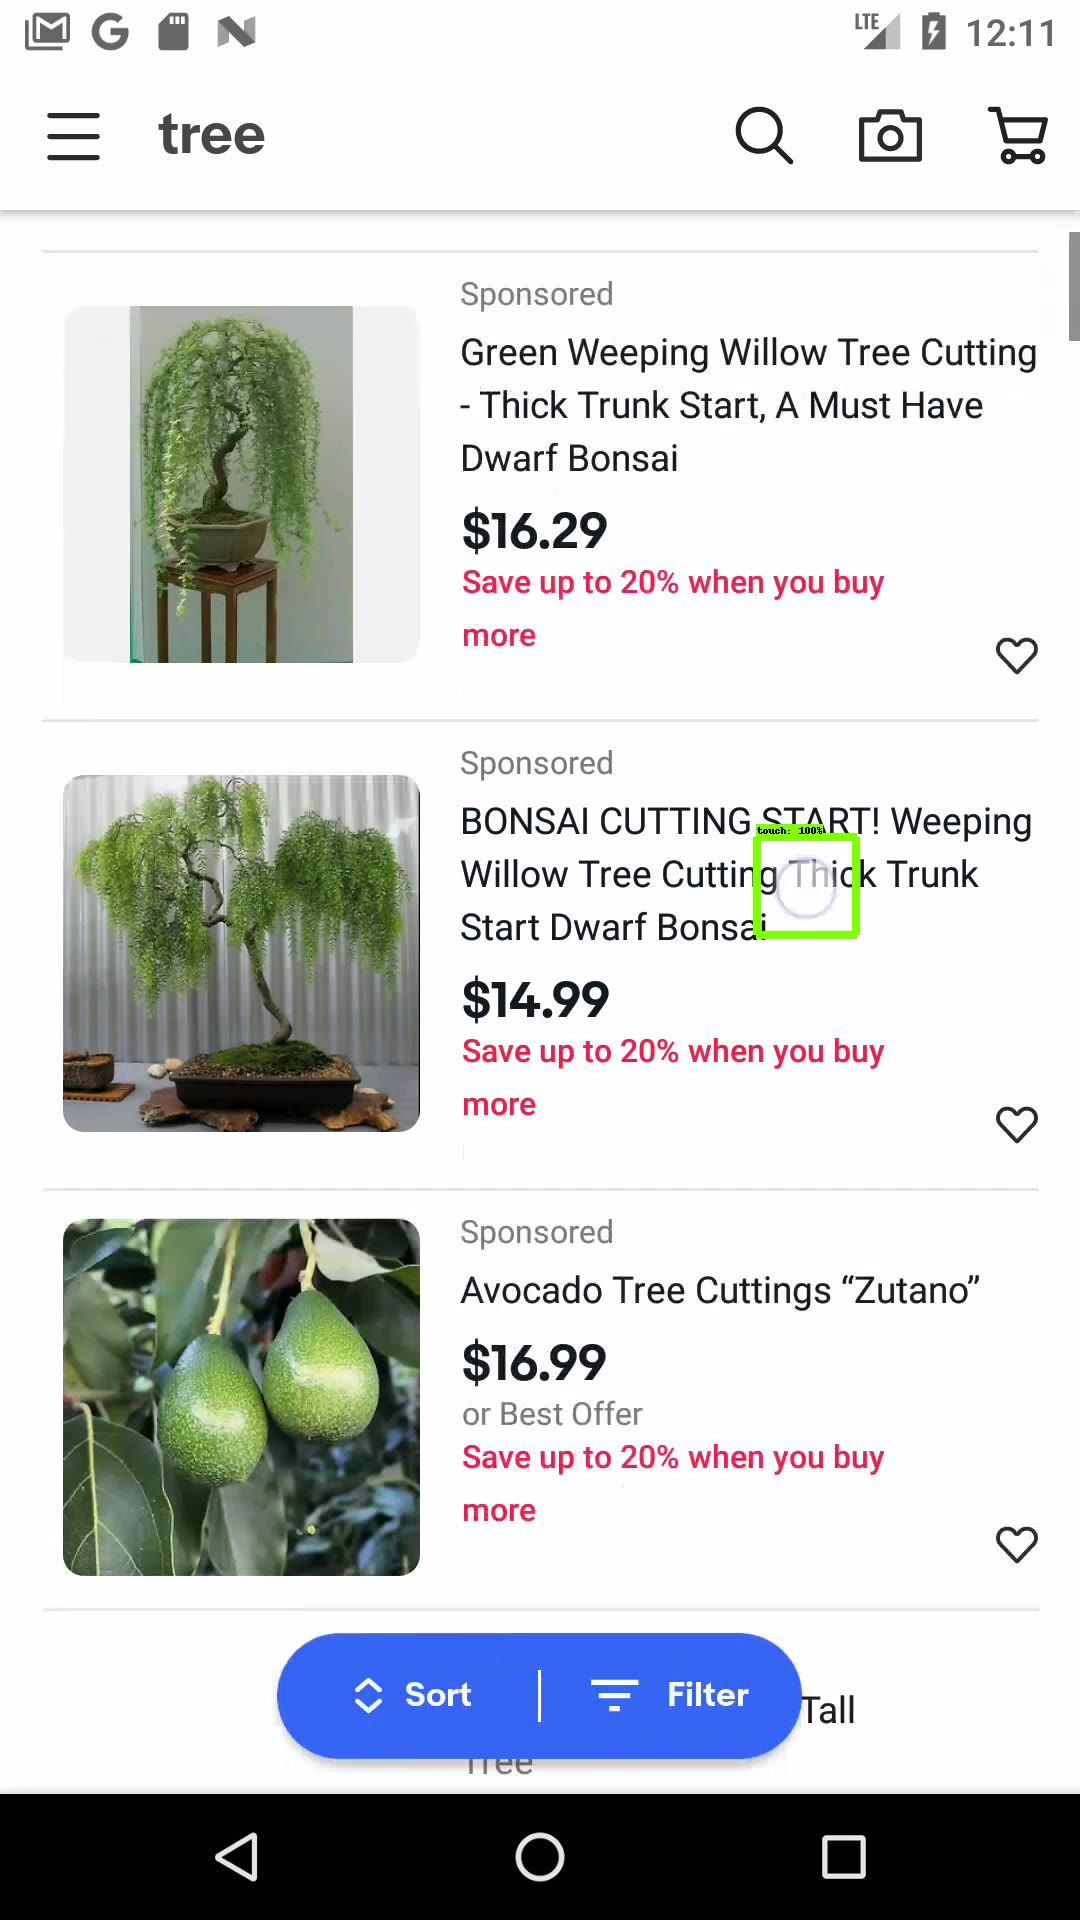 LTE 12:11
tree
Sponsored
Green Weeping Willow Tree Cutting
- Thick Trunk Start, A Must Have
Dwarf Bonsai
$16.29
Save up to 20% when you buy
more
Sponsored
BONSAI CUTTING START! Weeping
touch: 100%
Willow Tree Cutting Thick Trunk
Start Dwarf Bonsai
$14.99
Save up to 20% when you buy
more
Sponsored
Avocado Tree Cuttings “Zutano”
$16.99
or Best Offer
Save up to 20% when you buy
more
Sort Filter
Tall
Tree